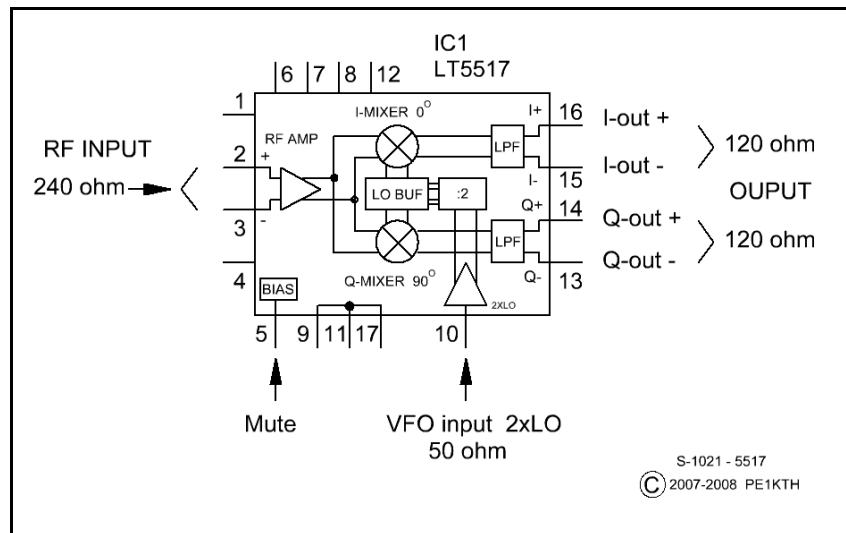 IC1
LT5517
6 7 8 12
1
I-MIXER 0°
I+
16
I-out +
RF INPUT
RF AMP
LPF
120 ohm
2
+
I-out -
240 ohm
I-
15
LO BUF
:2
OUPUT
Q+
14
-
3
Q-out +
LPF
120 ohm
Q-out -
4
Q-MIXER 90°
Q-
13
BIAS
2XLO
5 9 11 17 10
Mute
VFO input 2xLO
50 ohm
S-1021 - 5517
© 2007-2008 PE1KTH